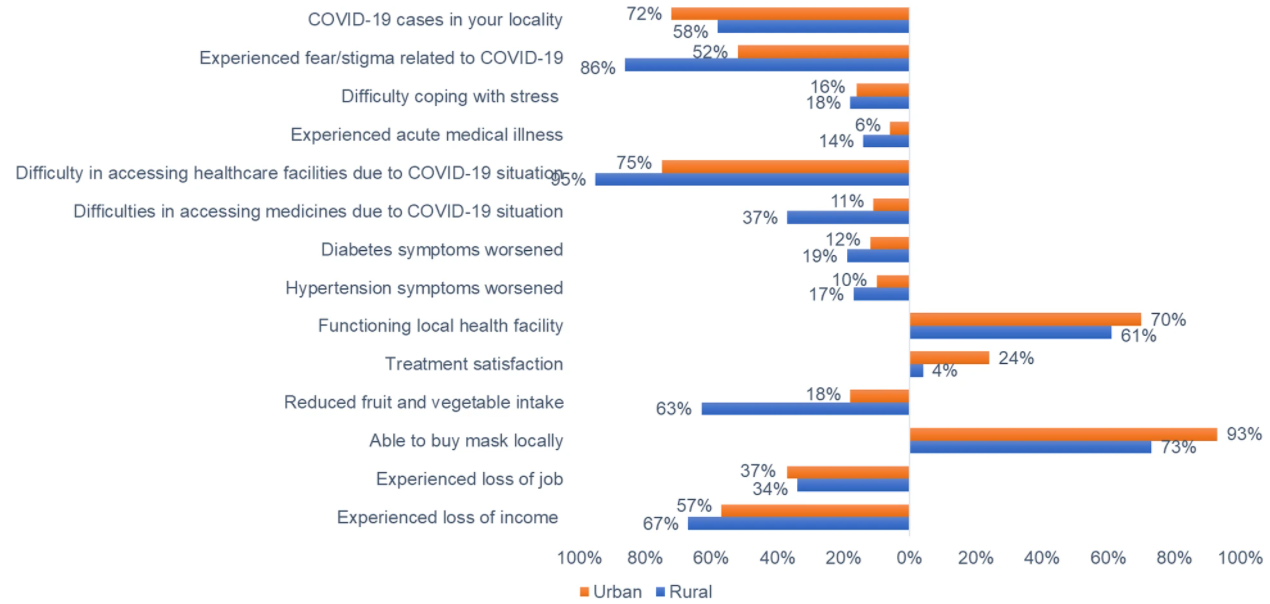 COVID-19 cases in your locality
72%
58%
Experienced fear/stigma related to COVID-19
52%
86%
Difficulty coping with stress
16%
18%
Experienced acute medical illness
6%
14%
Difficulty in accessing healthcare facilities due to COVID-19 situation
75%
95%
Difficulties in accessing medicines due to COVID-19 situation
11%
37%
Diabetes symptoms worsened
12%
19%
Hypertension symptoms worsened
10%
17%
Functioning local health facility
70%
61%
Treatment satisfaction
24%
4%
Reduced fruit and vegetable intake
18%
63%
Able to buy mask locally
93%
73%
Experienced loss of job
37%
34%
Experienced loss of income
57%
67%
100% 80% 60% 40% 20% 0% 20% 40% 60% 80% 100%
Urban Rural